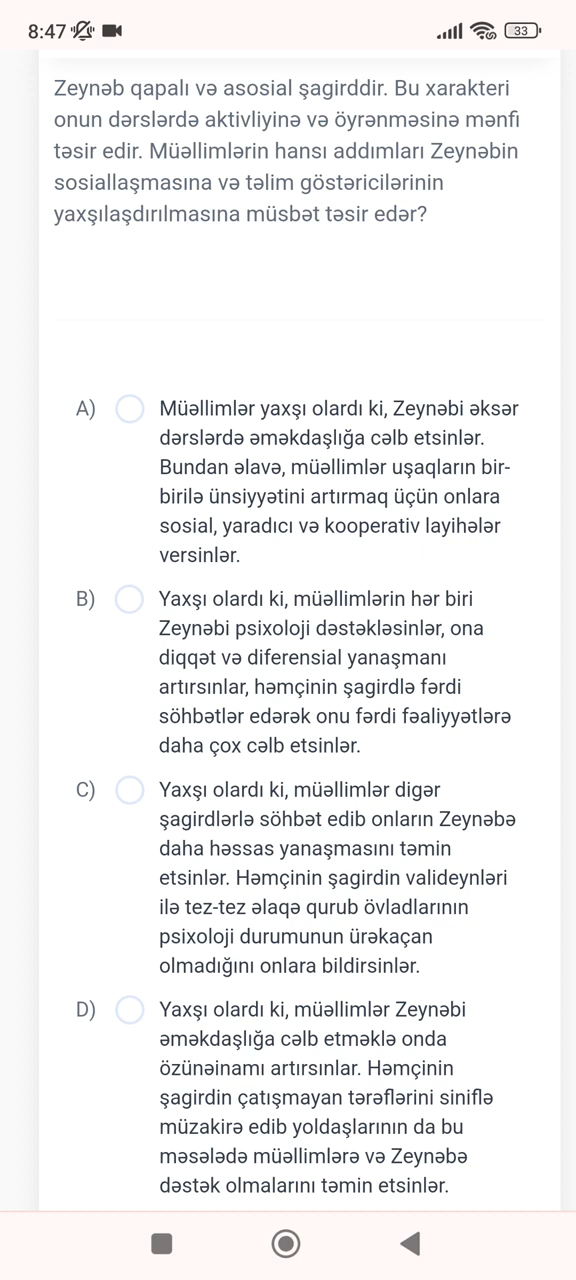 8:47
33
Zeynəb qapalı və asosial şagirddir. Bu xarakteri
onun dərslərdə aktivliyinə və öyrənməsinə mənfi
təsir edir. Müəllimlərin hansı addımları Zeynəbin
sosiallaşmasına və təlim göstəricilərinin
yaxşılaşdırılmasına müsbət təsir edər?
A) Müəllimlər yaxşı olardı ki, Zeynəbi əksər
dərslərdə əməkdaşlığa cəlb etsinlər.
Bundan əlavə, müəllimlər uşaqların bir-
birilə ünsiyyətini artırmaq üçün onlara
sosial, yaradıcı və kooperativ layihələr
versinlər.
B) Yaxşı olardı ki, müəllimlərin hər biri
Zeynəbi psixoloji dəstəkləsinlər, ona
diqqət və diferensial yanaşmanı
artırsınlar, həmçinin şagirdlə fərdi
söhbətlər edərək onu fərdi fəaliyyətlərə
daha çox cəlb etsinlər.
C) Yaxşı olardı ki, müəllimlər digər
şagirdlərlə söhbət edib onların Zeynəbə
daha həssas yanaşmasını təmin
etsinlər. Həmçinin şagirdin valideynləri
ilə tez-tez əlaqə qurub övladlarının
psixoloji durumunun ürəkaçan
olmadığını onlara bildirsinlər.
D) Yaxşı olardı ki, müəllimlər Zeynəbi
əməkdaşlığa cəlb etməklə onda
özünəinamı artırsınlar. Həmçinin
şagirdin çatışmayan tərəflərini siniflə
müzakirə edib yoldaşlarının da bu
məsələdə müəllimlərə və Zeynəbə
dəstək olmalarını təmin etsinlər.